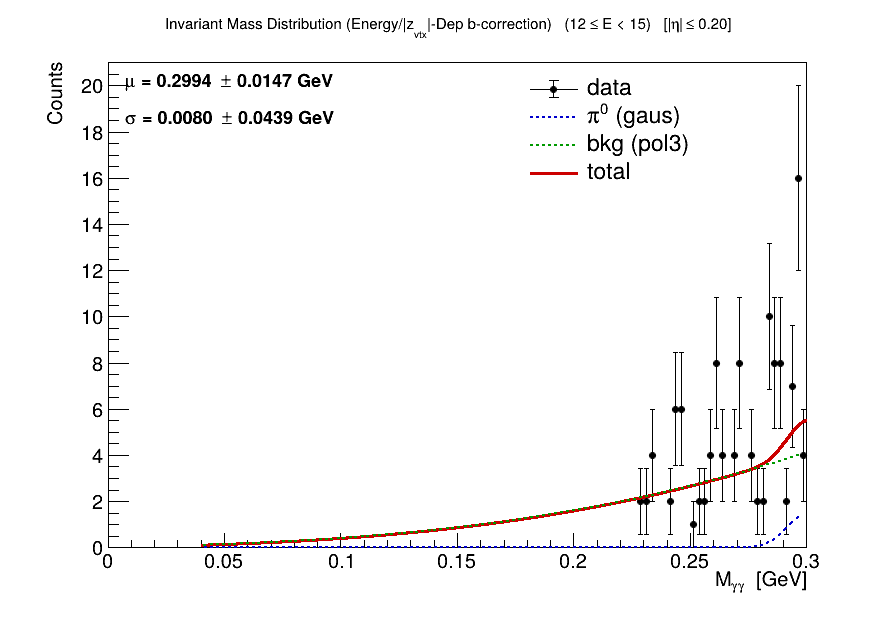 Invariant Mass Distribution (Energy/|z_vtx|-Dep b-correction) (12 ≤ E < 15) [|η| ≤ 0.20]
Counts
μ = 0.2994 ± 0.0147 GeV
σ = 0.0080 ± 0.0439 GeV
data
π⁰ (gaus)
bkg (pol3)
total
20
18
16
14
12
10
8
6
4
2
0
0 0.05 0.1 0.15 0.2 0.25 0.3
M_γγ [GeV]